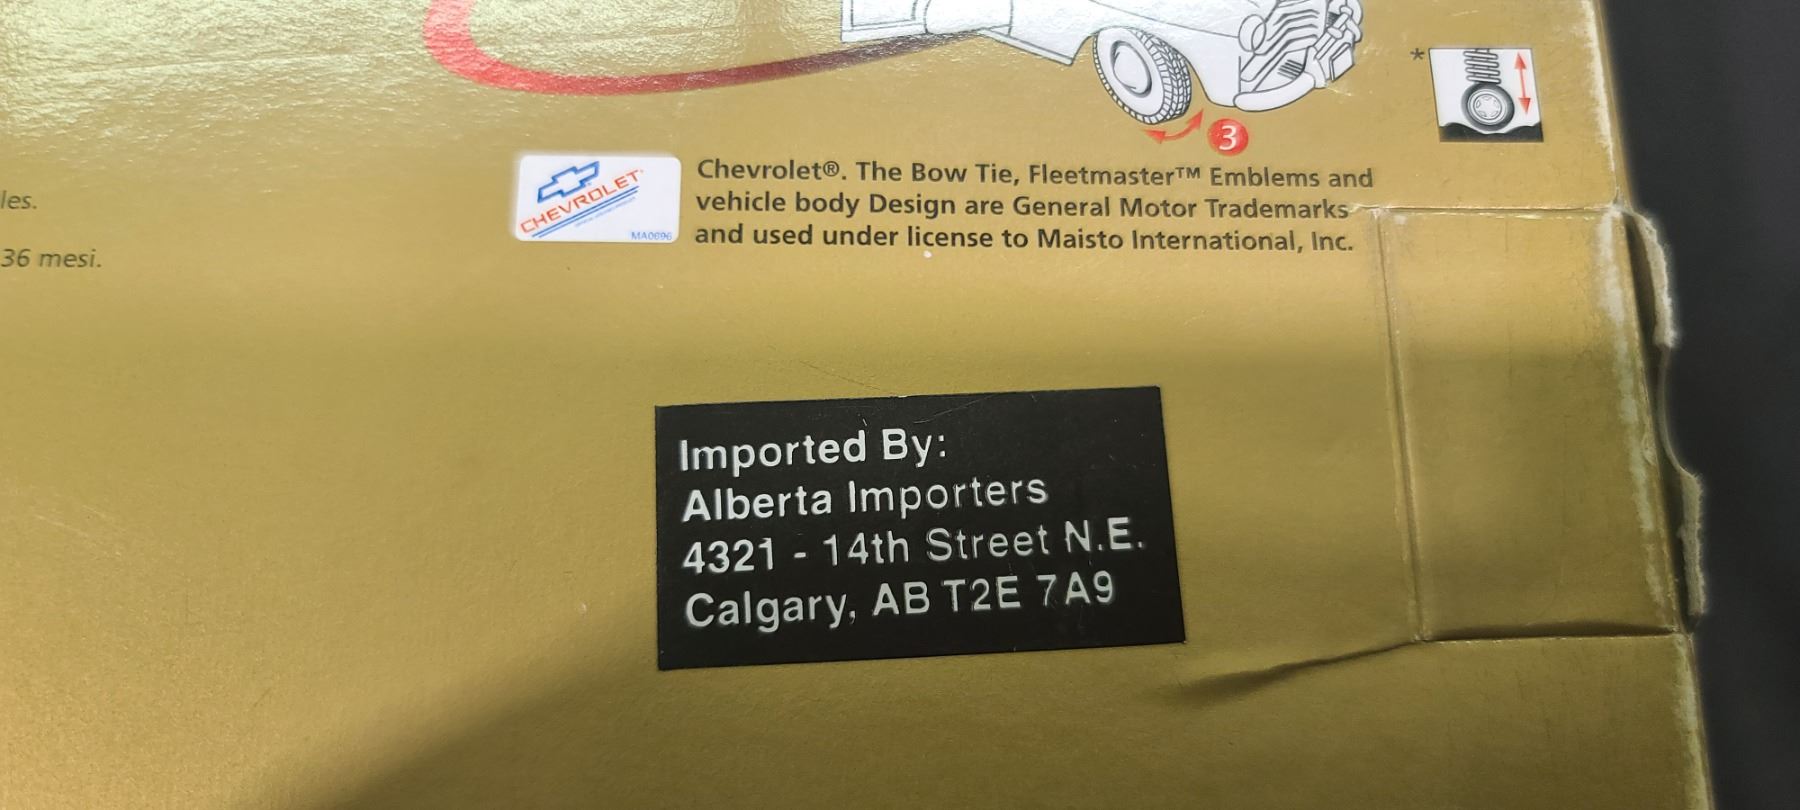 *
3
Chevrolet®. The Bow Tie, Fleetmaster™ Emblems and
vehicle body Design are General Motor Trademarks
and used under license to Maisto International, Inc.
CHEVROLET
MA0696
les.
36 mesi.
Imported By:
Alberta Importers
4321 - 14th Street N.E.
Calgary, AB T2E 7A9